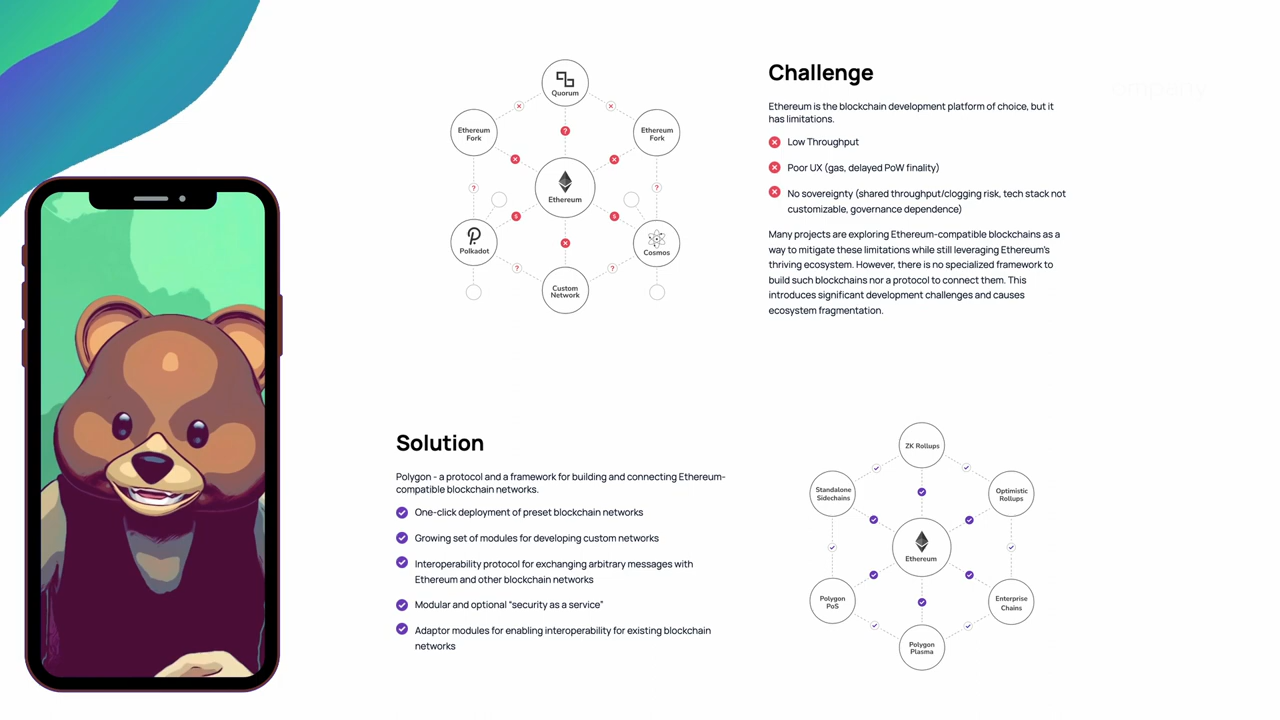 Quorum
Ethereum
Fork
Ethereum
Fork
Ethereum
Polkadot
Cosmos
Custom
Network
?
?
?
?
?
$
$
Challenge
Ethereum is the blockchain development platform of choice, but it
has limitations.
Low Throughput
Poor UX (gas, delayed PoW finality)
No sovereignty (shared throughput/clogging risk, tech stack not
customizable, governance dependence)
Many projects are exploring Ethereum-compatible blockchains as a
way to mitigate these limitations while still leveraging Ethereum's
thriving ecosystem. However, there is no specialized framework to
build such blockchains nor a protocol to connect them. This
introduces significant development challenges and causes
ecosystem fragmentation.
Solution
Polygon - a protocol and a framework for building and connecting Ethereum-
compatible blockchain networks.
One-click deployment of preset blockchain networks
Growing set of modules for developing custom networks
Interoperability protocol for exchanging arbitrary messages with
Ethereum and other blockchain networks
Modular and optional “security as a service”
Adaptor modules for enabling interoperability for existing blockchain
networks
ZK Rollups
Standalone
Sidechains
Optimistic
Rollups
Ethereum
Polygon
PoS
Enterprise
Chains
Polygon
Plasma